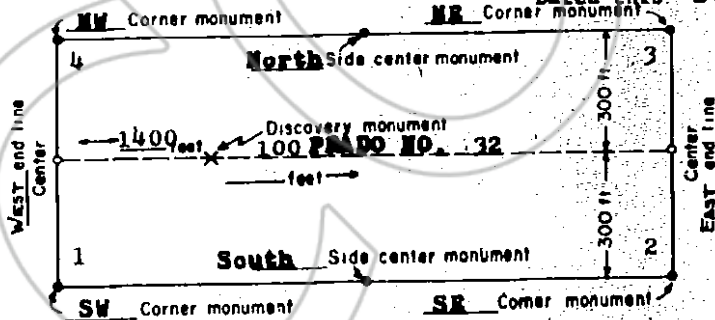 NW Corner monument
NE Corner monument
4
North Side center monument
3
300 ft
1400 feet
Discovery monument
100 PRADO NO. 32
feet
WEST end line
Center
Center
EAST end line
300 ft
1
South Side center monument
2
SW Corner monument
SE Corner monument